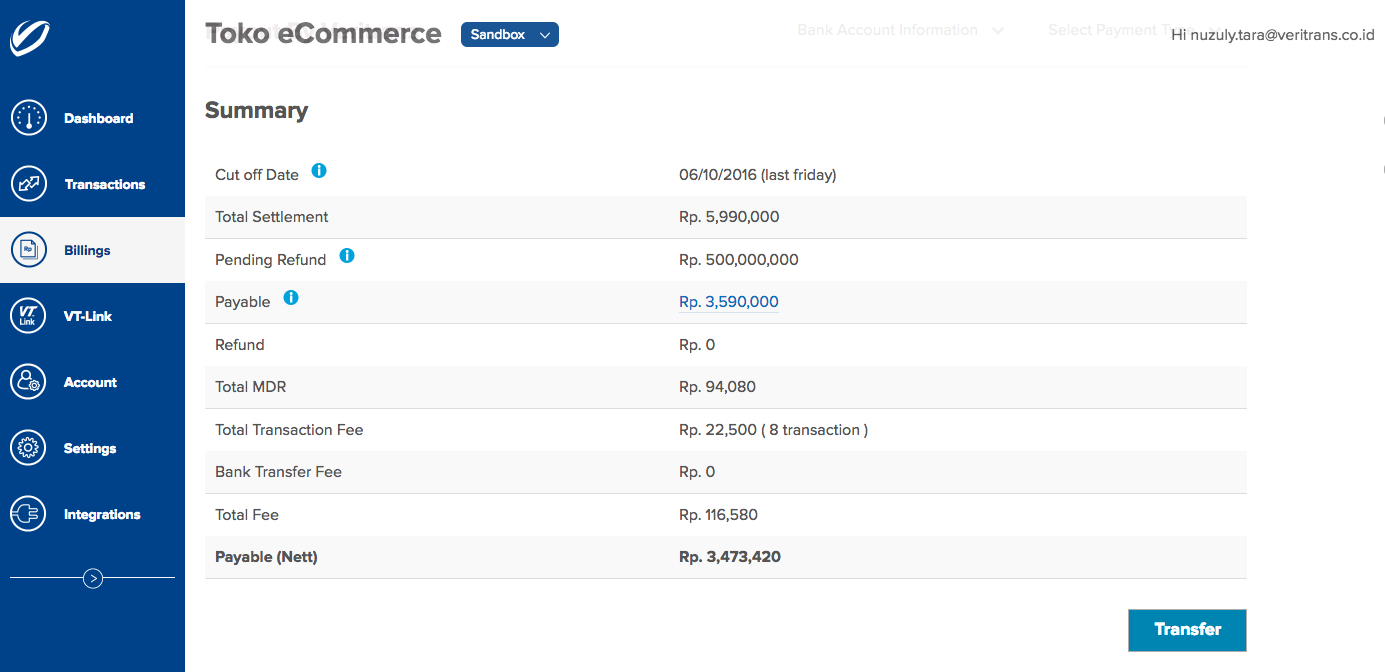 Toko eCommerce
Sandbox
Bank Account Information
Select Payment
Hi nuzuly.tara@veritrans.co.id
Dashboard
Transactions
Rp
Billings
VT
Link
VT-Link
Account
Settings
Integrations
Summary
Cut off Date i 06/10/2016 (last friday)
Total Settlement Rp. 5,990,000
Pending Refund i Rp. 500,000,000
Payable i Rp. 3,590,000
Refund Rp. 0
Total MDR Rp. 94,080
Total Transaction Fee Rp. 22,500 ( 8 transaction )
Bank Transfer Fee Rp. 0
Total Fee Rp. 116,580
Payable (Nett) Rp. 3,473,420
Transfer